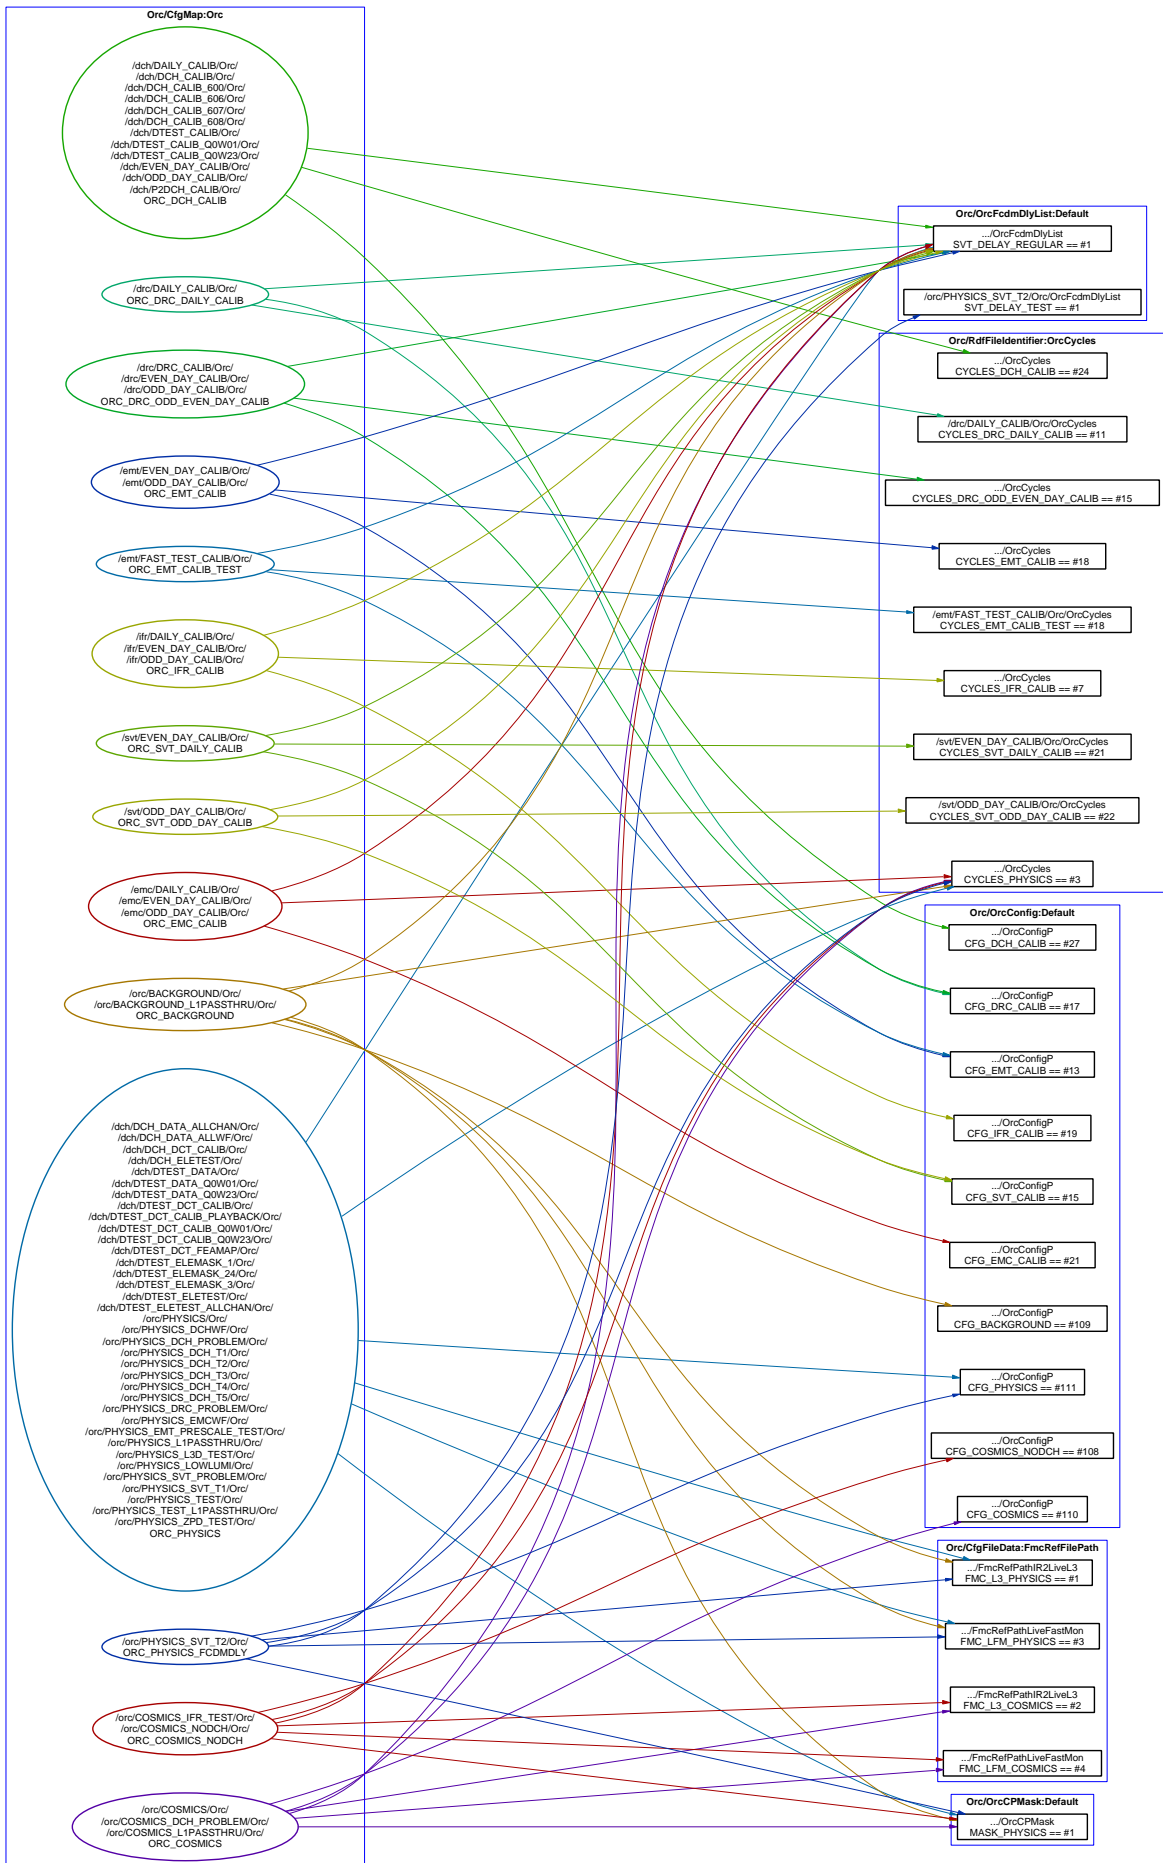 Orc/CfgMap:Orc
/dch/DAILY_CALIB/Orc/
/dch/DCH_CALIB/Orc/
/dch/DCH_CALIB_600/Orc/
/dch/DCH_CALIB_606/Orc/
/dch/DCH_CALIB_607/Orc/
/dch/DCH_CALIB_608/Orc/
/dch/DTEST_CALIB/Orc/
/dch/DTEST_CALIB_Q0W01/Orc/
/dch/DTEST_CALIB_Q0W23/Orc/
/dch/EVEN_DAY_CALIB/Orc/
/dch/ODD_DAY_CALIB/Orc/
/dch/P2DCH_CALIB/Orc/
ORC_DCH_CALIB
/drc/DAILY_CALIB/Orc/
ORC_DRC_DAILY_CALIB
/drc/DRC_CALIB/Orc/
/drc/EVEN_DAY_CALIB/Orc/
/drc/ODD_DAY_CALIB/Orc/
ORC_DRC_ODD_EVEN_DAY_CALIB
/emt/EVEN_DAY_CALIB/Orc/
/emt/ODD_DAY_CALIB/Orc/
ORC_EMT_CALIB
/emt/FAST_TEST_CALIB/Orc/
ORC_EMT_CALIB_TEST
/ifr/DAILY_CALIB/Orc/
/ifr/EVEN_DAY_CALIB/Orc/
/ifr/ODD_DAY_CALIB/Orc/
ORC_IFR_CALIB
/svt/EVEN_DAY_CALIB/Orc/
ORC_SVT_DAILY_CALIB
/svt/ODD_DAY_CALIB/Orc/
ORC_SVT_ODD_DAY_CALIB
/emc/DAILY_CALIB/Orc/
/emc/EVEN_DAY_CALIB/Orc/
/emc/ODD_DAY_CALIB/Orc/
ORC_EMC_CALIB
/orc/BACKGROUND/Orc/
/orc/BACKGROUND_L1PASSTHRU/Orc/
ORC_BACKGROUND
/dch/DCH_DATA_ALLCHAN/Orc/
/dch/DCH_DATA_ALLWF/Orc/
/dch/DCH_DCT_CALIB/Orc/
/dch/DCH_ELETEST/Orc/
/dch/DTEST_DATA/Orc/
/dch/DTEST_DATA_Q0W01/Orc/
/dch/DTEST_DATA_Q0W23/Orc/
/dch/DTEST_DCT_CALIB/Orc/
/dch/DTEST_DCT_CALIB_PLAYBACK/Orc/
/dch/DTEST_DCT_CALIB_Q0W01/Orc/
/dch/DTEST_DCT_CALIB_Q0W23/Orc/
/dch/DTEST_DCT_FEAMAP/Orc/
/dch/DTEST_ELEMASK_1/Orc/
/dch/DTEST_ELEMASK_24/Orc/
/dch/DTEST_ELEMASK_3/Orc/
/dch/DTEST_ELETEST/Orc/
/dch/DTEST_ELETEST_ALLCHAN/Orc/
/orc/PHYSICS/Orc/
/orc/PHYSICS_DCHWF/Orc/
/orc/PHYSICS_DCH_PROBLEM/Orc/
/orc/PHYSICS_DCH_T1/Orc/
/orc/PHYSICS_DCH_T2/Orc/
/orc/PHYSICS_DCH_T3/Orc/
/orc/PHYSICS_DCH_T4/Orc/
/orc/PHYSICS_DCH_T5/Orc/
/orc/PHYSICS_DRC_PROBLEM/Orc/
/orc/PHYSICS_EMCWF/Orc/
/orc/PHYSICS_EMT_PRESCALE_TEST/Orc/
/orc/PHYSICS_L1PASSTHRU/Orc/
/orc/PHYSICS_L3D_TEST/Orc/
/orc/PHYSICS_LOWLUMI/Orc/
/orc/PHYSICS_SVT_PROBLEM/Orc/
/orc/PHYSICS_SVT_T1/Orc/
/orc/PHYSICS_TEST/Orc/
/orc/PHYSICS_TEST_L1PASSTHRU/Orc/
/orc/PHYSICS_ZPD_TEST/Orc/
ORC_PHYSICS
/orc/PHYSICS_SVT_T2/Orc/
ORC_PHYSICS_FCDMDLY
/orc/COSMICS_IFR_TEST/Orc/
/orc/COSMICS_NODCH/Orc/
ORC_COSMICS_NODCH
/orc/COSMICS/Orc/
/orc/COSMICS_DCH_PROBLEM/Orc/
/orc/COSMICS_L1PASSTHRU/Orc/
ORC_COSMICS
Orc/OrcFcdmDlyList:Default
.../OrcFcdmDlyList
SVT_DELAY_REGULAR == #1
/orc/PHYSICS_SVT_T2/Orc/OrcFcdmDlyList
SVT_DELAY_TEST == #1
Orc/RdfFileIdentifier:OrcCycles
.../OrcCycles
CYCLES_DCH_CALIB == #24
/drc/DAILY_CALIB/Orc/OrcCycles
CYCLES_DRC_DAILY_CALIB == #11
.../OrcCycles
CYCLES_DRC_ODD_EVEN_DAY_CALIB == #15
.../OrcCycles
CYCLES_EMT_CALIB == #18
/emt/FAST_TEST_CALIB/Orc/OrcCycles
CYCLES_EMT_CALIB_TEST == #18
.../OrcCycles
CYCLES_IFR_CALIB == #7
/svt/EVEN_DAY_CALIB/Orc/OrcCycles
CYCLES_SVT_DAILY_CALIB == #21
/svt/ODD_DAY_CALIB/Orc/OrcCycles
CYCLES_SVT_ODD_DAY_CALIB == #22
.../OrcCycles
CYCLES_PHYSICS == #3
Orc/OrcConfig:Default
.../OrcConfigP
CFG_DCH_CALIB == #27
.../OrcConfigP
CFG_DRC_CALIB == #17
.../OrcConfigP
CFG_EMT_CALIB == #13
.../OrcConfigP
CFG_IFR_CALIB == #19
.../OrcConfigP
CFG_SVT_CALIB == #15
.../OrcConfigP
CFG_EMC_CALIB == #21
.../OrcConfigP
CFG_BACKGROUND == #109
.../OrcConfigP
CFG_PHYSICS == #111
.../OrcConfigP
CFG_COSMICS_NODCH == #108
.../OrcConfigP
CFG_COSMICS == #110
Orc/CfgFileData:FmcRefFilePath
.../FmcRefPathIR2LiveL3
FMC_L3_PHYSICS == #1
.../FmcRefPathLiveFastMon
FMC_LFM_PHYSICS == #3
.../FmcRefPathIR2LiveL3
FMC_L3_COSMICS == #2
.../FmcRefPathLiveFastMon
FMC_LFM_COSMICS == #4
Orc/OrcCPMask:Default
.../OrcCPMask
MASK_PHYSICS == #1